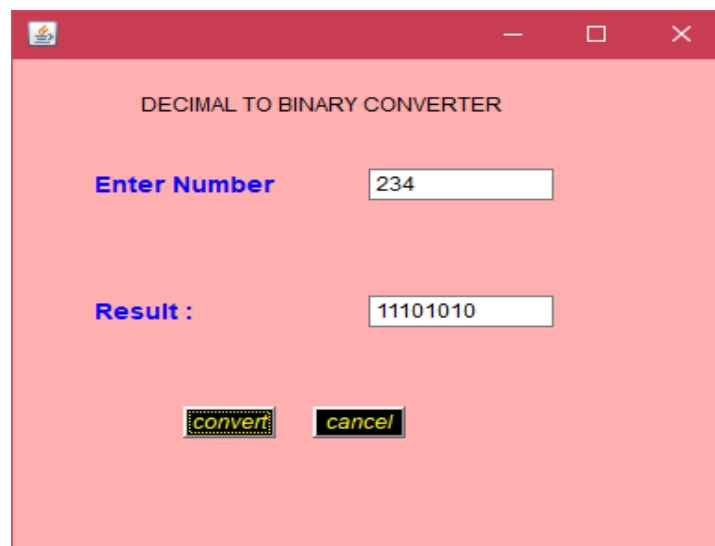 DECIMAL TO BINARY CONVERTER
Enter Number 234
Result : 11101010
convert cancel